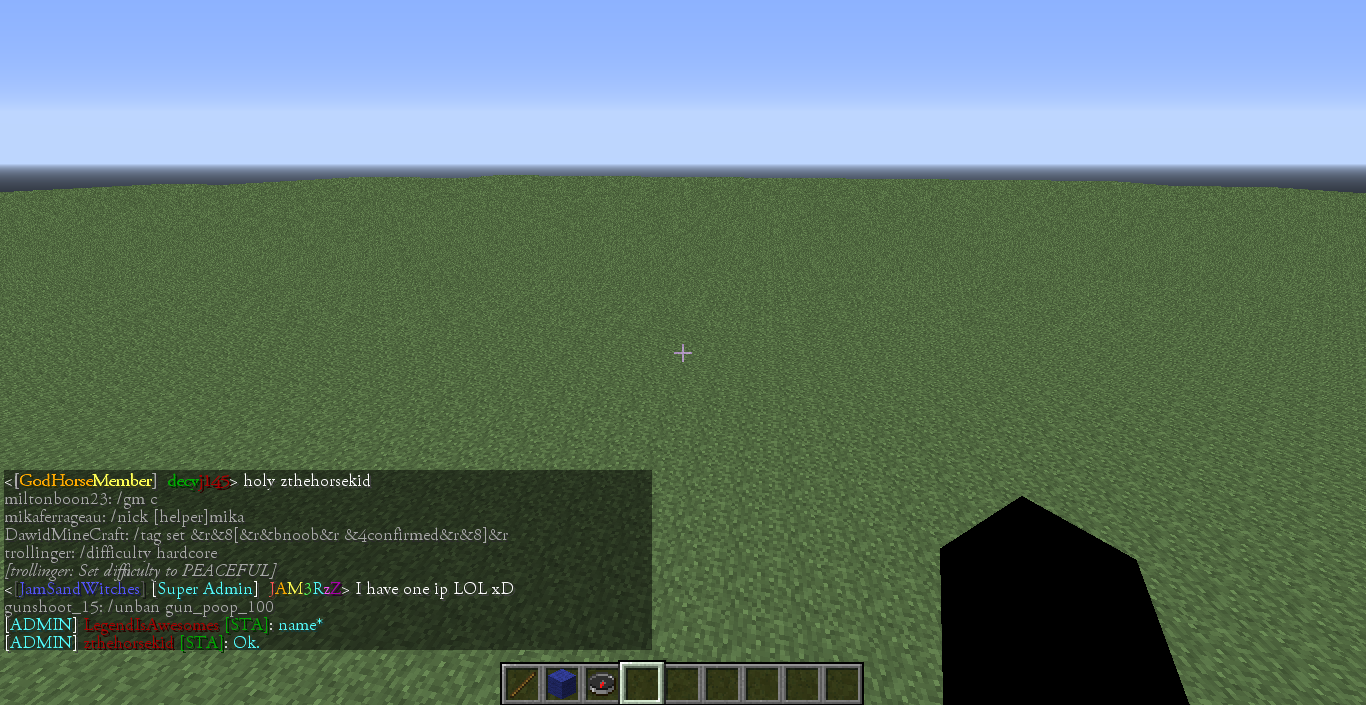 <[GodHorseMember] decyj143> holy zthehorsekid
miltonboon23: /gm c
mikaferrageau: /nick [helper]mika
DawidMineCraft: /tag set &r&8[&r&bnoob&r &4confirmed&r&8]&r
trollinger: /difficulty hardcore
[trollinger: Set difficulty to PEACEFUL]
<[JamSandWitches] [Super Admin] JAM3RzZ> I have one ip LOL xD
gunshoot_15: /unban gun_poop_100
[ADMIN] LegendIsAwesomes [STA]: name*
[ADMIN] zthehorsekid [STA]: Ok.